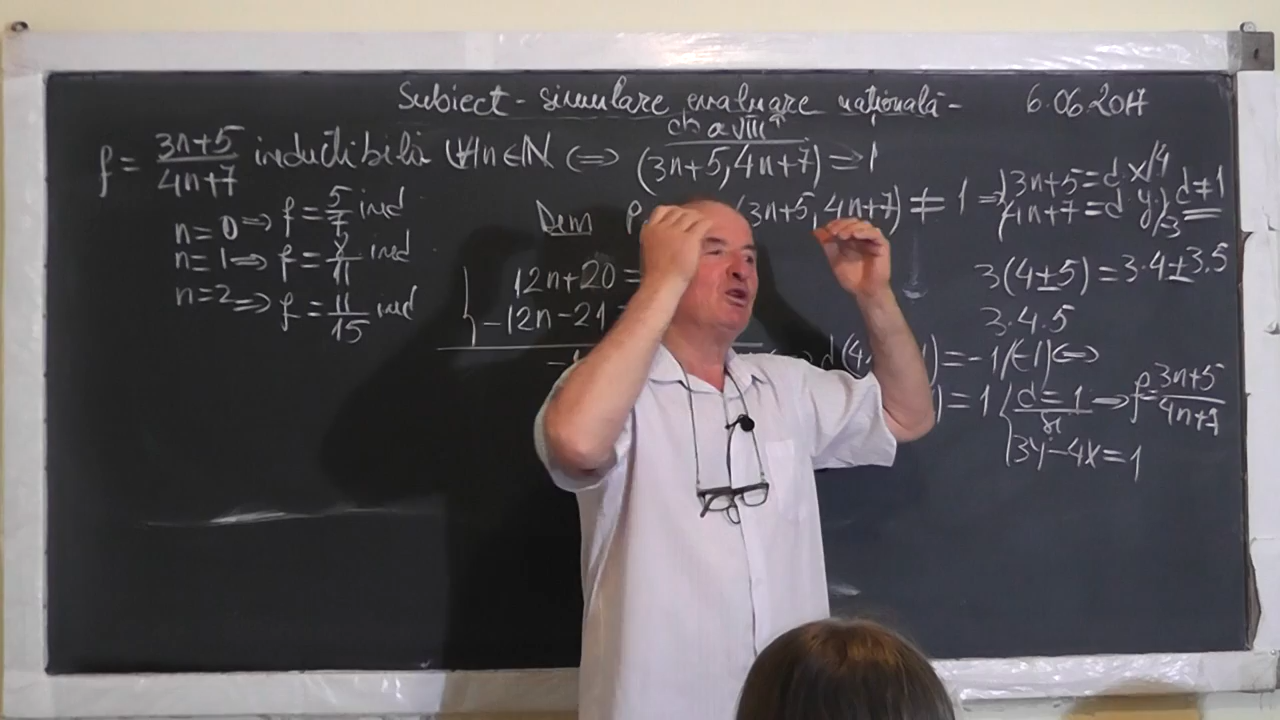 Subiect - simulare evaluare națională - 6.06.2017
cl. a VIII a
f = 3n+5/4n+7 inductibilă ∀n∈N ⇔ (3n+5, 4n+7) = 1
n=0 ⇒ f = 5/7 ired
n=1 ⇒ f = 8/11 ired
n=2 ⇒ f = 11/15 ired
Dem P (3n+5, 4n+7) ≠ 1 ⇒ 3n+5 = d·x/4
4n+7 = d·y/-3 d≠1
12n+20 =
-12n-21
3(4±5) = 3·4±3·5
3·4·5
= -1/(-1) ⇔
= 1 d=1 ⇒ f = 3n+5/4n+7
3y-4x=1